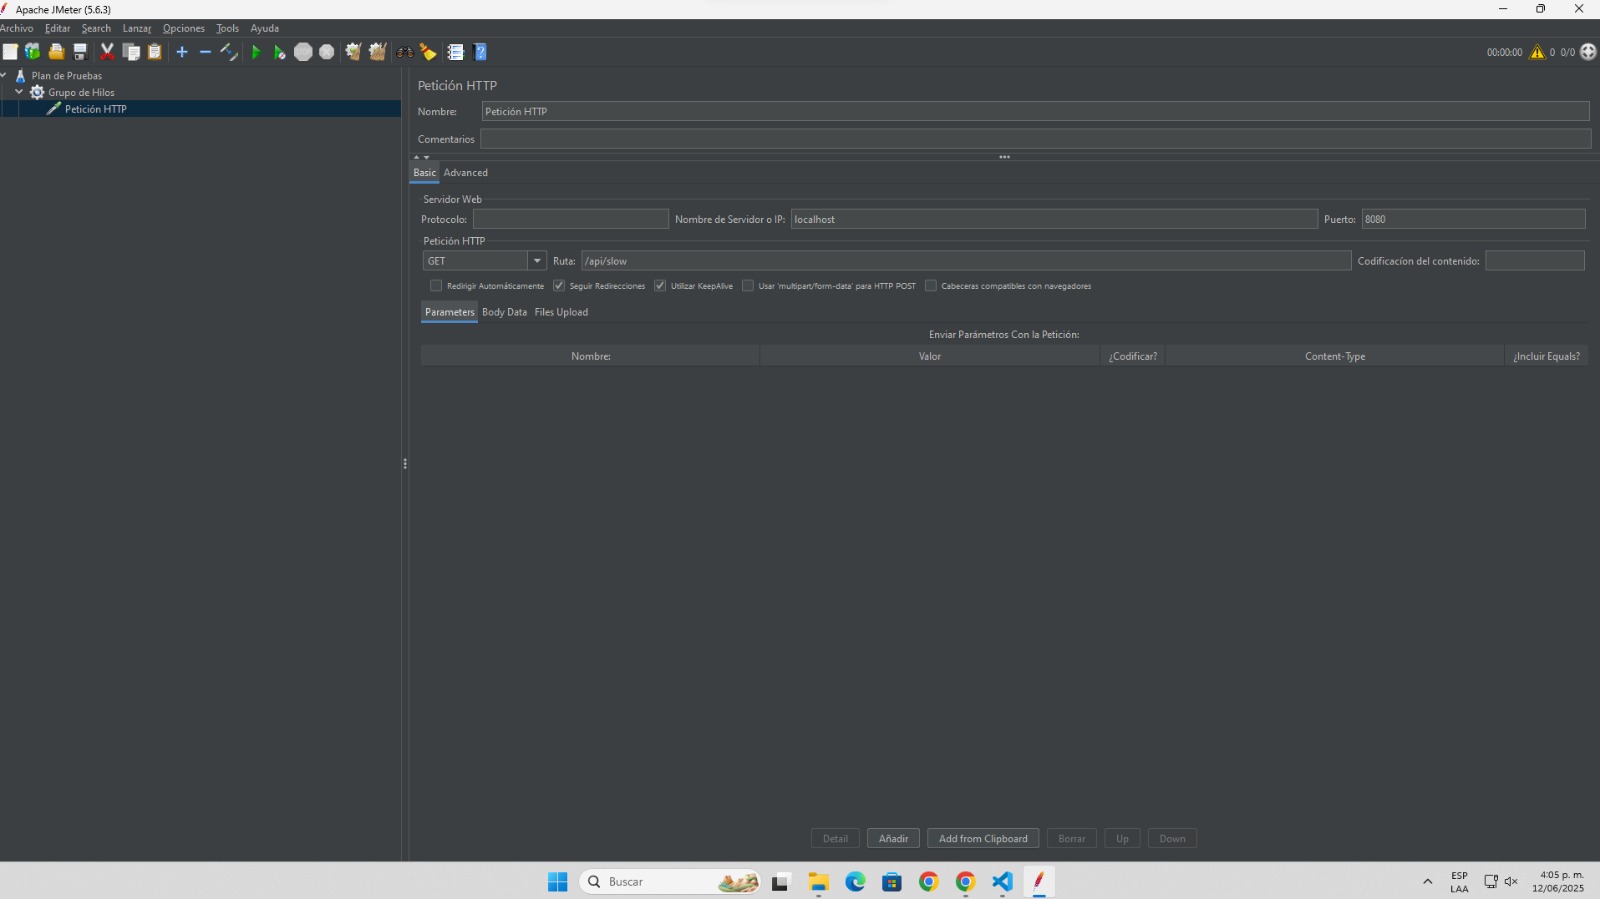 Apache JMeter (5.6.3)
Archivo Editar Search Lanzar Opciones Tools Ayuda
00:00:00 0 0/0
Plan de Pruebas
Grupo de Hilos
Petición HTTP
Petición HTTP
Nombre: Petición HTTP
Comentarios
Basic Advanced
Servidor Web
Protocolo: Nombre de Servidor o IP: localhost Puerto: 8080
Petición HTTP
GET Ruta: /api/slow Codificacíon del contenido:
Redirigir Automáticamente Seguir Redirecciones Utilizar KeepAlive Usar 'multipart/form-data' para HTTP POST Cabeceras compatibles con navegadores
Parameters Body Data Files Upload
Enviar Parámetros Con la Petición:
Nombre: Valor ¿Codificar? Content-Type ¿Incluir Equals?
Detail Añadir Add from Clipboard Borrar Up Down
Buscar
ESP
LAA
4:05 p. m.
12/06/2025